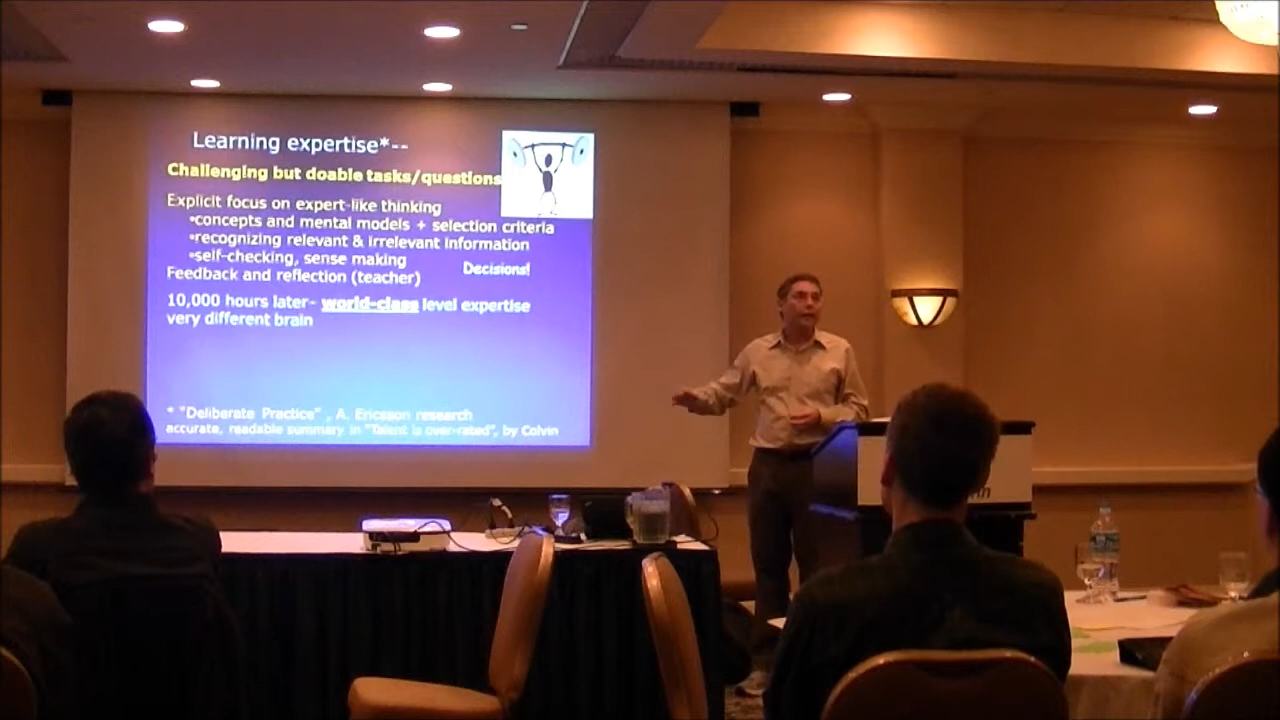 Learning expertise*--
Challenging but doable tasks/questions
Explicit focus on expert-like thinking
•concepts and mental models + selection criteria
•recognizing relevant & irrelevant information
•self-checking, sense making
Decisions!
Feedback and reflection (teacher)
10,000 hours later– world-class level expertise
very different brain
* "Deliberate Practice" , A. Ericsson research
accurate, readable summary in "Talent is over-rated", by Colvin